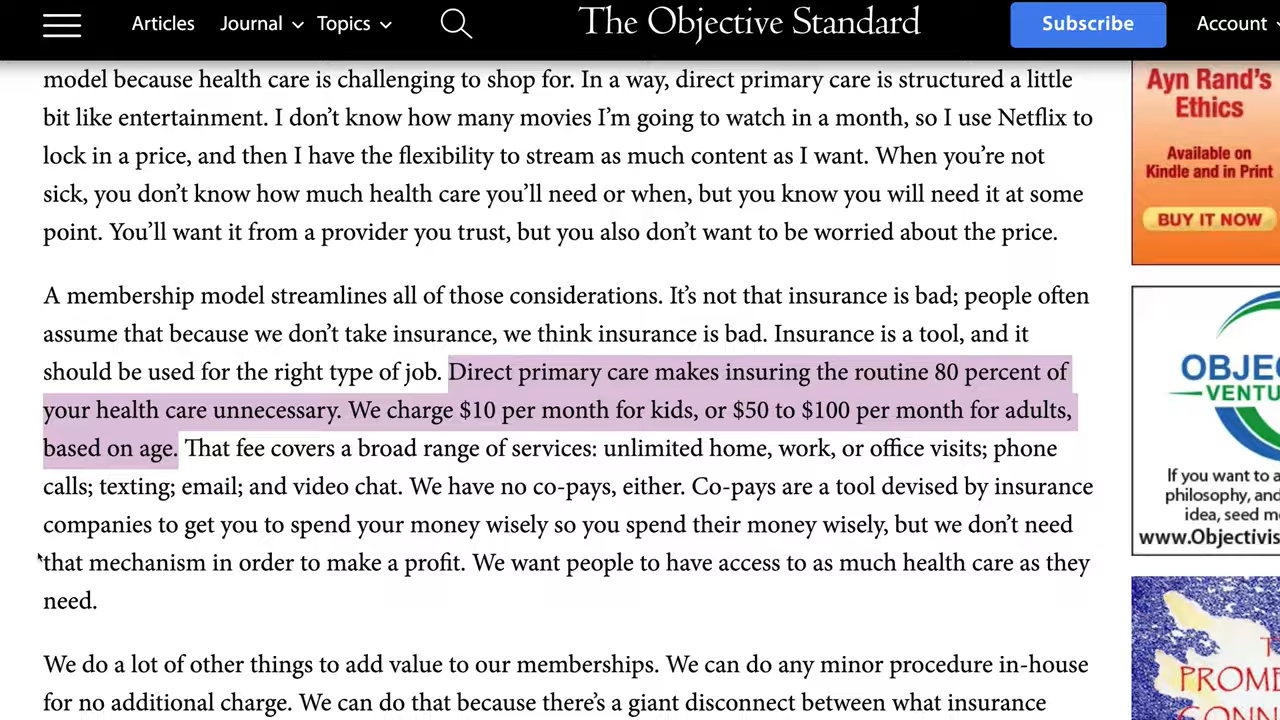 Articles
Journal
Topics
The Objective Standard
Subscribe
Account
model because health care is challenging to shop for. In a way, direct primary care is structured a little
bit like entertainment. I don’t know how many movies I’m going to watch in a month, so I use Netflix to
lock in a price, and then I have the flexibility to stream as much content as I want. When you’re not
sick, you don’t know how much health care you’ll need or when, but you know you will need it at some
point. You’ll want it from a provider you trust, but you also don’t want to be worried about the price.
A membership model streamlines all of those considerations. It’s not that insurance is bad; people often
assume that because we don’t take insurance, we think insurance is bad. Insurance is a tool, and it
should be used for the right type of job. Direct primary care makes insuring the routine 80 percent of
your health care unnecessary. We charge $10 per month for kids, or $50 to $100 per month for adults,
based on age. That fee covers a broad range of services: unlimited home, work, or office visits; phone
calls; texting; email; and video chat. We have no co-pays, either. Co-pays are a tool devised by insurance
companies to get you to spend your money wisely so you spend their money wisely, but we don’t need
that mechanism in order to make a profit. We want people to have access to as much health care as they
need.
We do a lot of other things to add value to our memberships. We can do any minor procedure in-house
for no additional charge. We can do that because there’s a giant disconnect between what insurance
Ayn Rand’s
Ethics
Available on
Kindle and in Print
BUY IT NOW
OBJE
VENTU
If you want to a
philosophy, and
idea, seed m
www.Objectivis
T
PROME
CONN